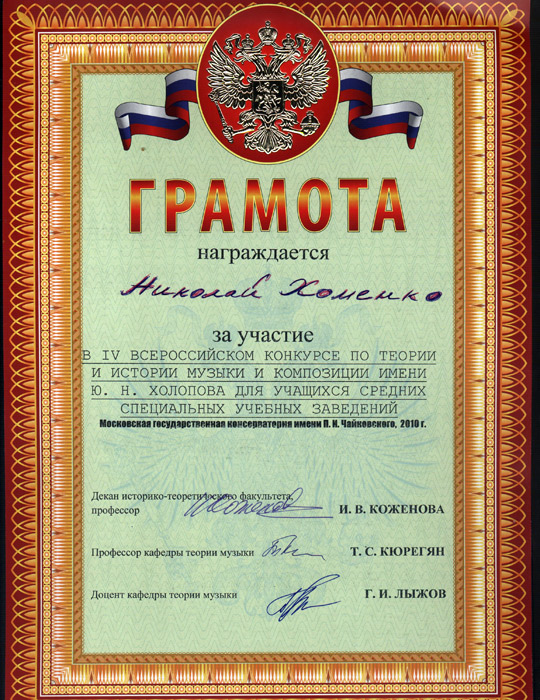 ГРАМОТА
награждается
Николай Хоменко
за участие
В IV ВСЕРОССИЙСКОМ КОНКУРСЕ ПО ТЕОРИИ
И ИСТОРИИ МУЗЫКИ И КОМПОЗИЦИИ ИМЕНИ
Ю. Н. ХОЛОПОВА ДЛЯ УЧАЩИХСЯ СРЕДНИХ
СПЕЦИАЛЬНЫХ УЧЕБНЫХ ЗАВЕДЕНИЙ
Московская государственная консерватория имени П. И. Чайковского, 2010 г.
Декан историко-теоретического факультета,
профессор И. В. КОЖЕНОВА
Профессор кафедры теории музыки Т. С. КЮРЕГЯН
Доцент кафедры теории музыки Г. И. ЛЫЖОВ